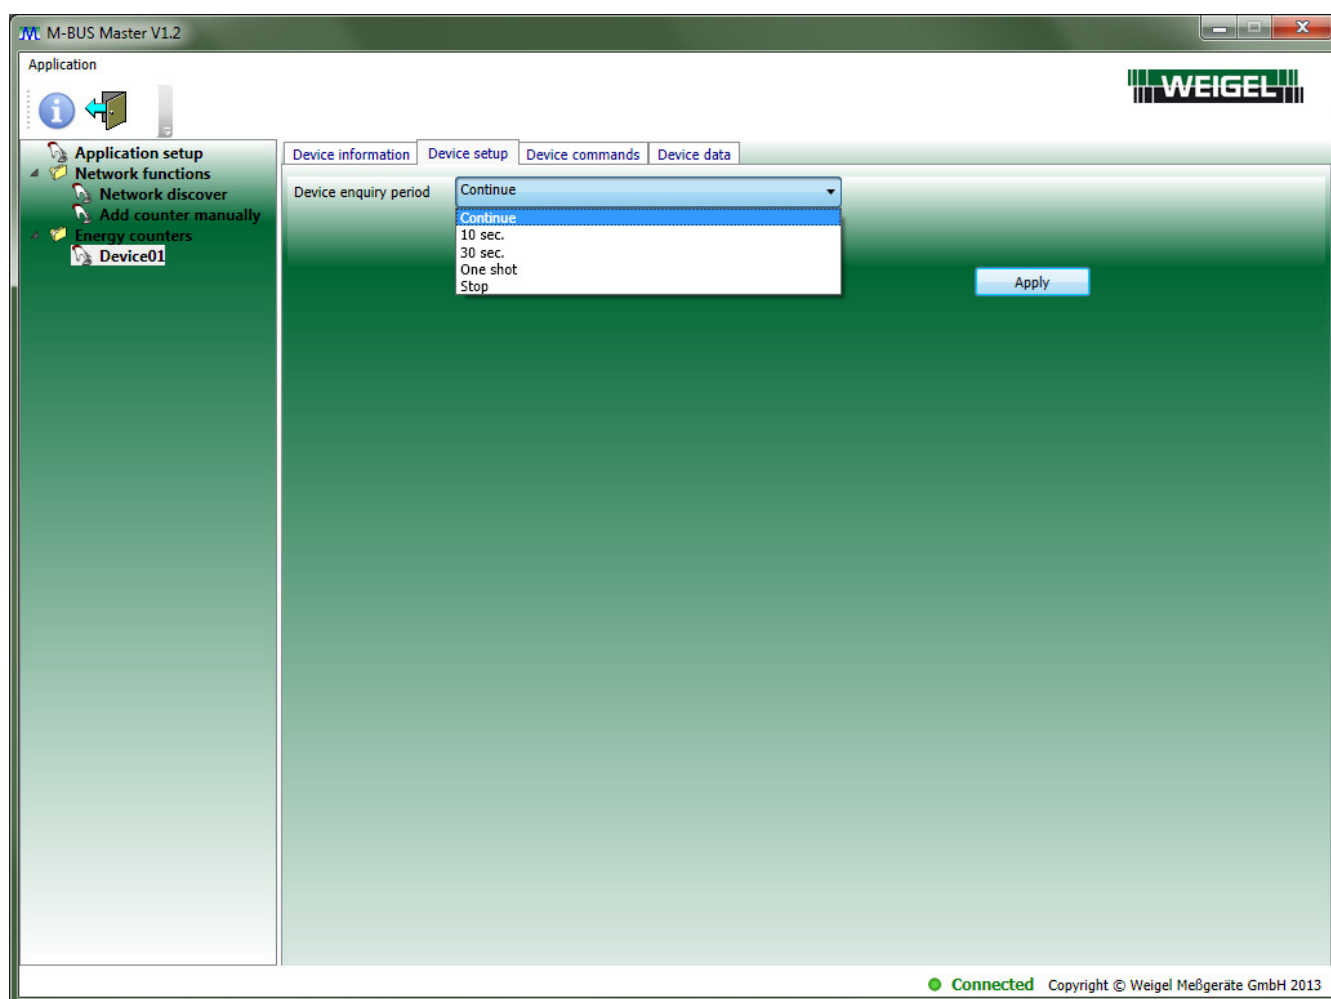 M-BUS Master V1.2
Application
WEIGEL
Application setup
Network functions
Network discover
Add counter manually
Energy counters
Device01
Device information Device setup Device commands Device data
Device enquiry period Continue
Continue
10 sec.
30 sec.
One shot
Stop
Apply
Connected Copyright © Weigel Meßgeräte GmbH 2013